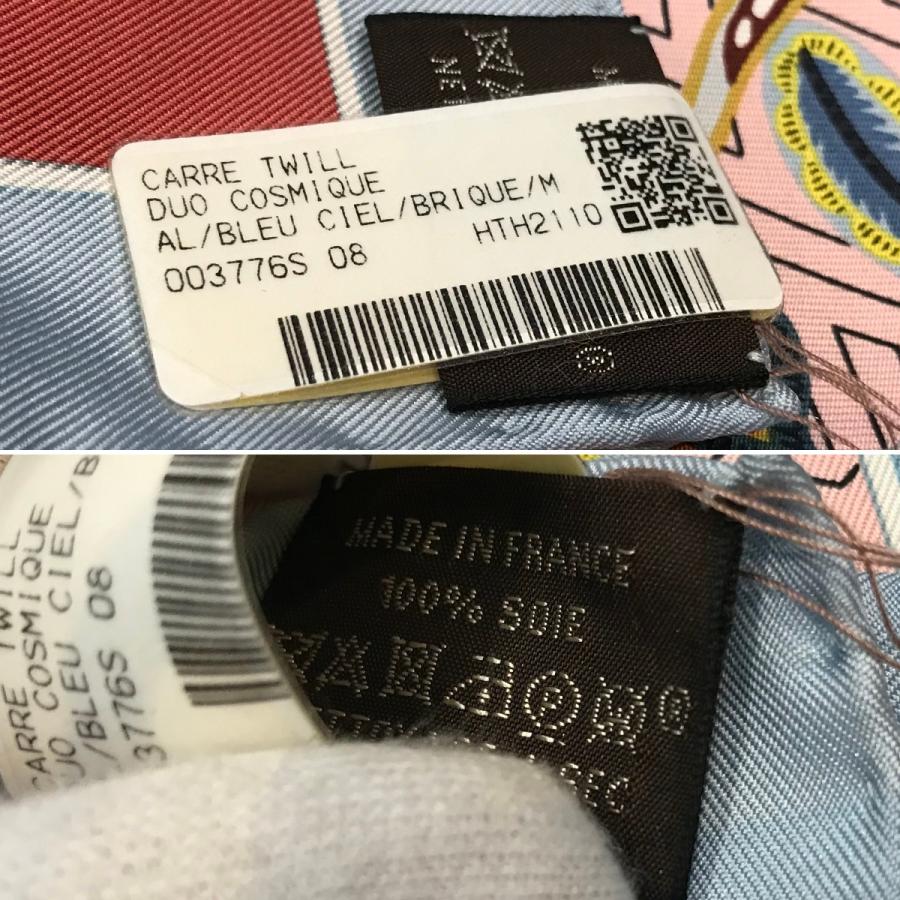 CARRE TWILL
DUO COSMIQUE
AL/BLEU CIEL/BRIQUE/M
003776S 08
HTH2110
MADE IN FRANCE
100% SOIE
CARRE TWILL
DUO COSMIQUE
/BLEU CIEL/B
3776S 08